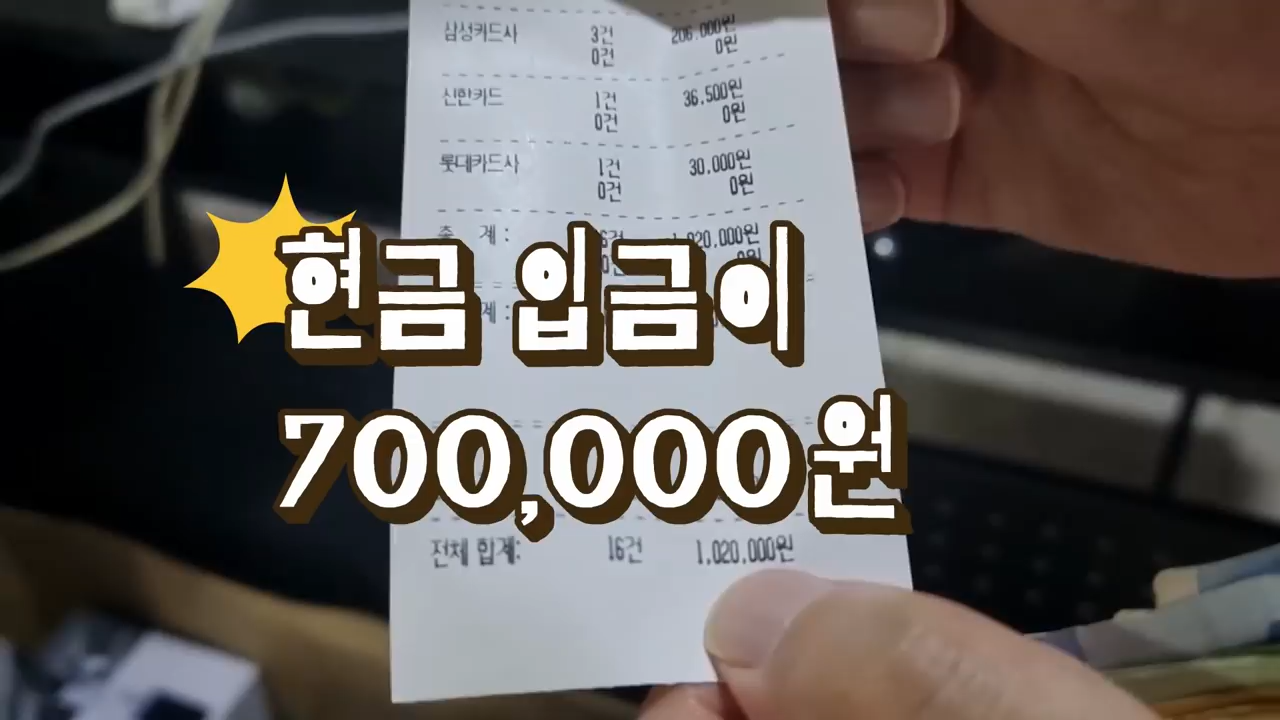 삼성카드사 3건 206,000원
0건 0원
신한카드 1건 36,500원
0건 0원
롯데카드사 1건 30,000원
0건 0원
총 계:
현금 입금이
700,000원
전체 합계: 16건 1,020,000원